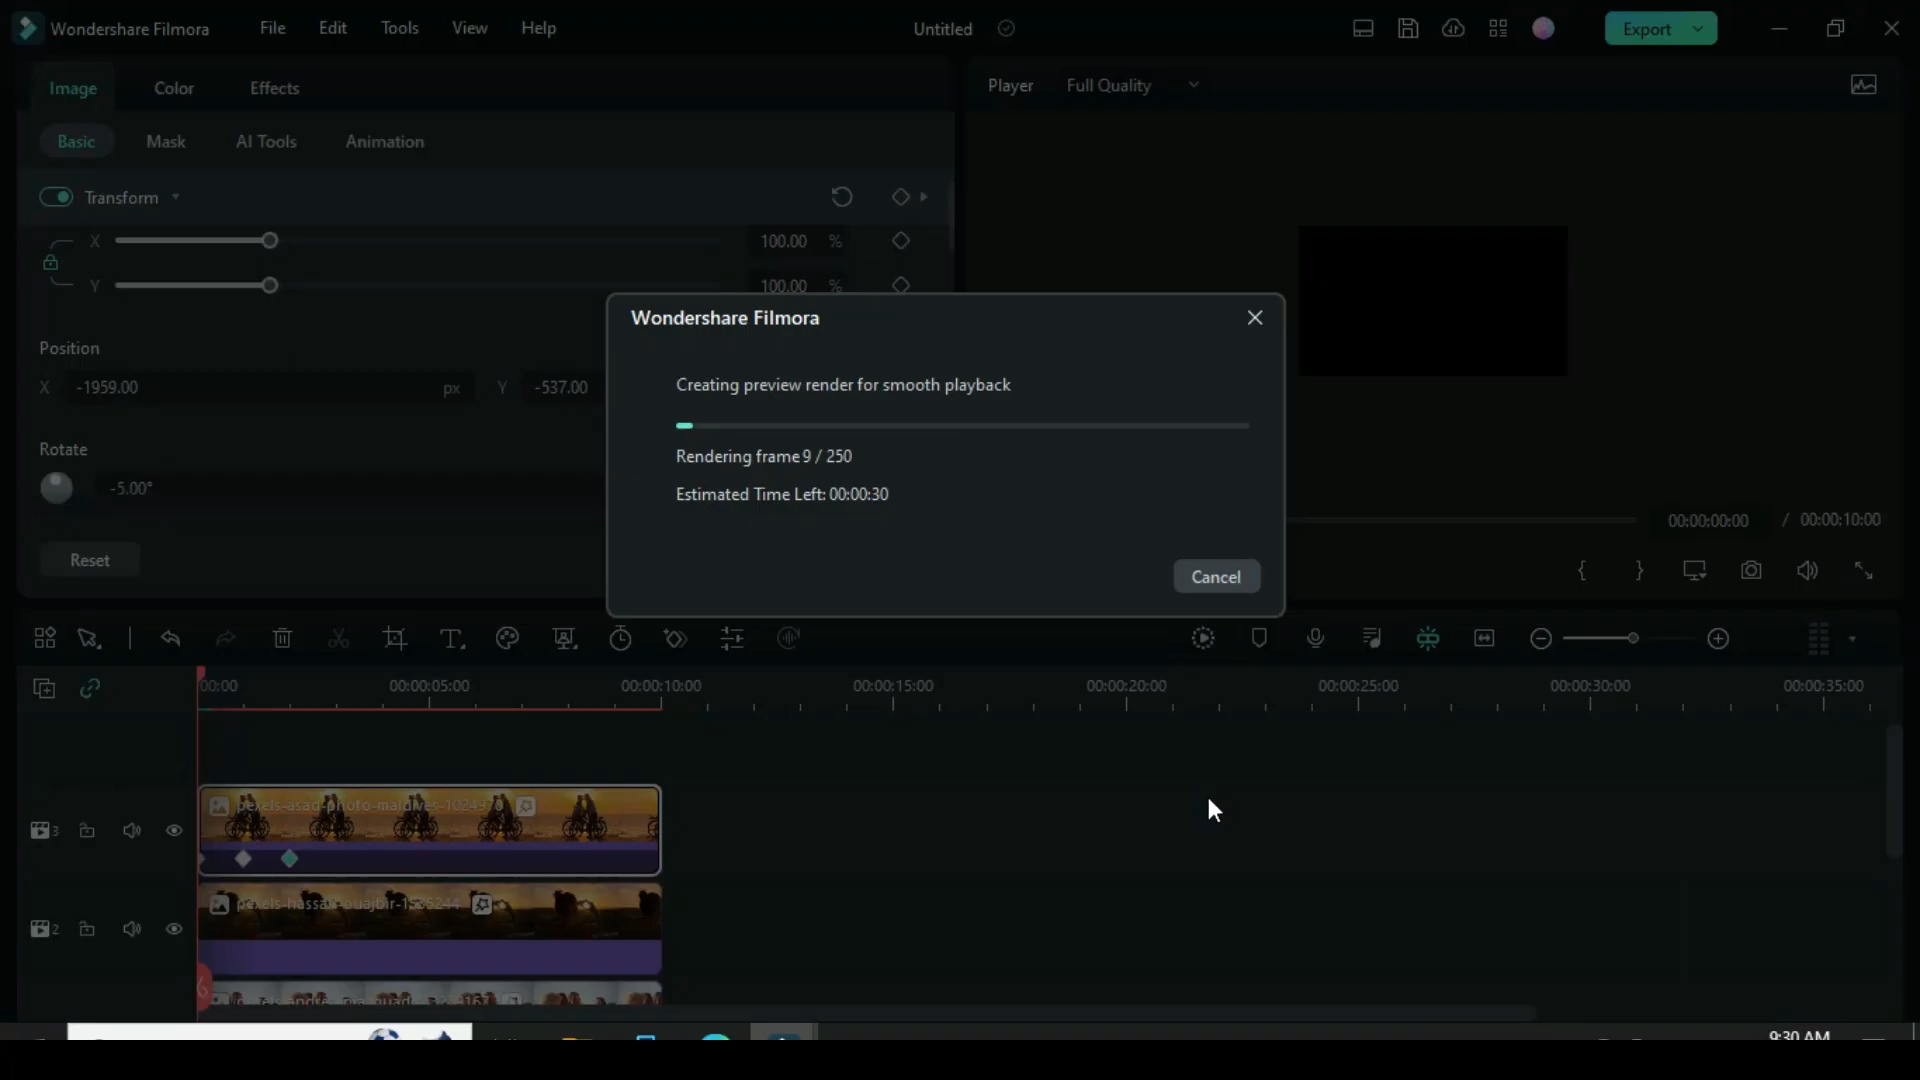 Wondershare Filmora File Edit Tools View Help Untitled Export
Image Color Effects
Player Full Quality
Basic Mask AI Tools Animation
Transform
X 100.00 %
Y 100.00 %
Wondershare Filmora
Position
Creating preview render for smooth playback
X -1959.00 px Y -537.00
Rotate
Rendering frame 9 / 250
-5.00°
Estimated Time Left: 00:00:30
00:00:00:00 / 00:00:10:00
Reset
Cancel
{ }
00:00 00:00:05:00 00:00:10:00 00:00:15:00 00:00:20:00 00:00:25:00 00:00:30:00 00:00:35:00
pexels-asad-photo-maldives-1024970
3
2
9:30 AM